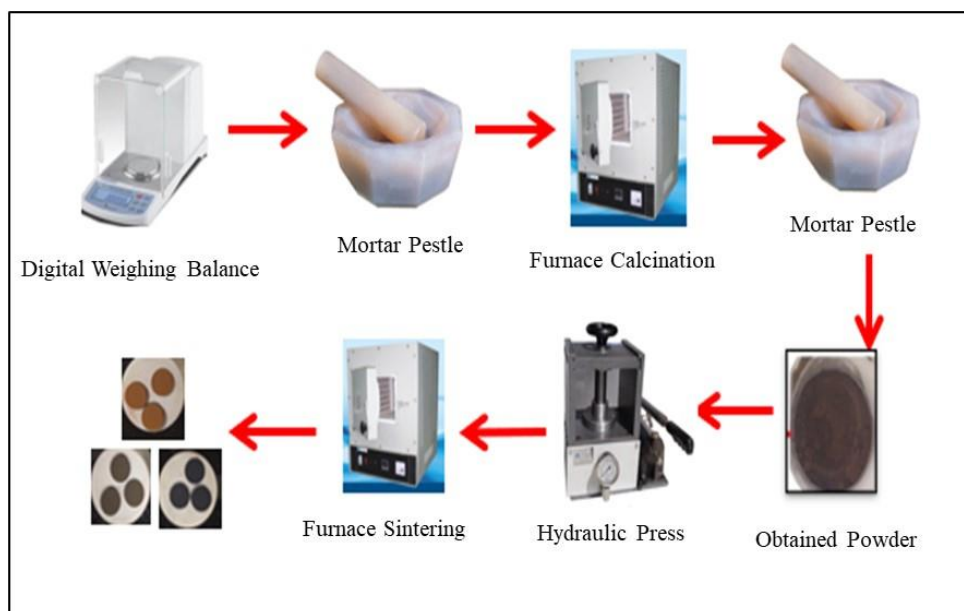 Digital Weighing Balance
Mortar Pestle
Furnace Calcination
Mortar Pestle
Furnace Sintering
Hydraulic Press
Obtained Powder